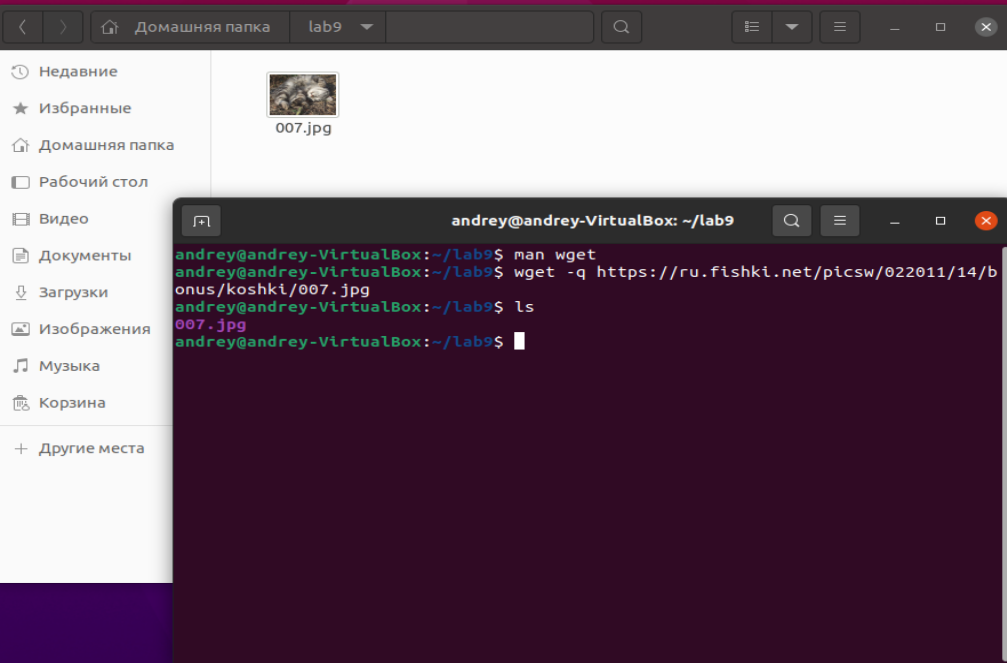 Домашняя папка lab9
Недавние
Избранные
Домашняя папка
Рабочий стол
Видео
Документы
Загрузки
Изображения
Музыка
Корзина
Другие места
007.jpg
andrey@andrey-VirtualBox: ~/lab9
andrey@andrey-VirtualBox:~/lab9$ man wget
andrey@andrey-VirtualBox:~/lab9$ wget -q https://ru.fishki.net/picsw/022011/14/b
onus/koshki/007.jpg
andrey@andrey-VirtualBox:~/lab9$ ls
007.jpg
andrey@andrey-VirtualBox:~/lab9$